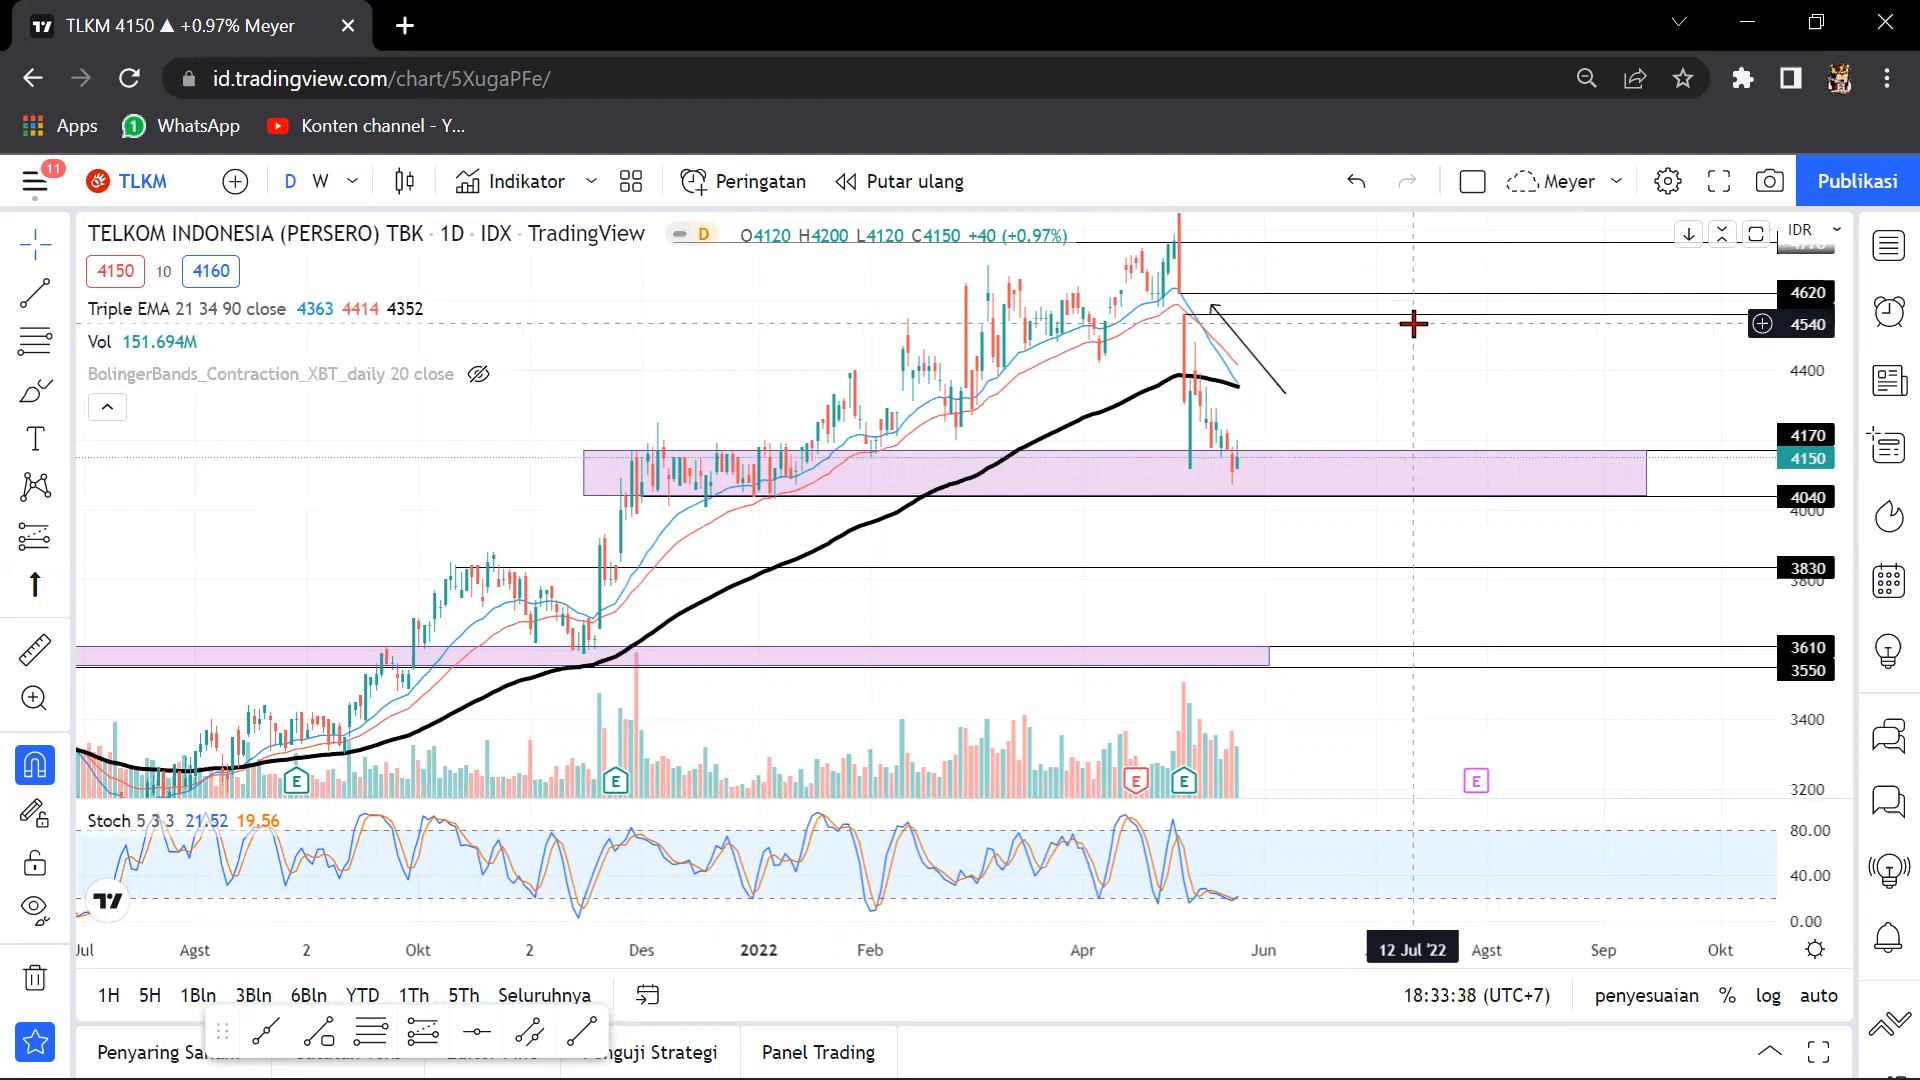 TLKM 4150 ▲ +0.97% Meyer
id.tradingview.com/chart/5XugaPFe/
Apps WhatsApp Konten channel - Y...
11
TLKM D W Indikator Peringatan Putar ulang Meyer Publikasi
TELKOM INDONESIA (PERSERO) TBK · 1D · IDX · TradingView D O4120 H4200 L4120 C4150 +40 (+0.97%)
IDR
4150 10 4160
4620
Triple EMA 21 34 90 close 4363 4414 4352
4540
Vol 151.694M
BolingerBands_Contraction_XBT_daily 20 close
4400
4170
4150
4040
4000
3830
3800
3610
3550
3400
E E E E E
3200
Stoch 5 3 3 21.52 19.56
80.00
40.00
0.00
Jul Agst 2 Okt 2 Des 2022 Feb Apr Jun 12 Jul '22 Agst Sep Okt
1H 5H 1Bln 3Bln 6Bln YTD 1Th 5Th Seluruhnya 18:33:38 (UTC+7) penyesuaian % log auto
Penyaring Strategi Panel Trading